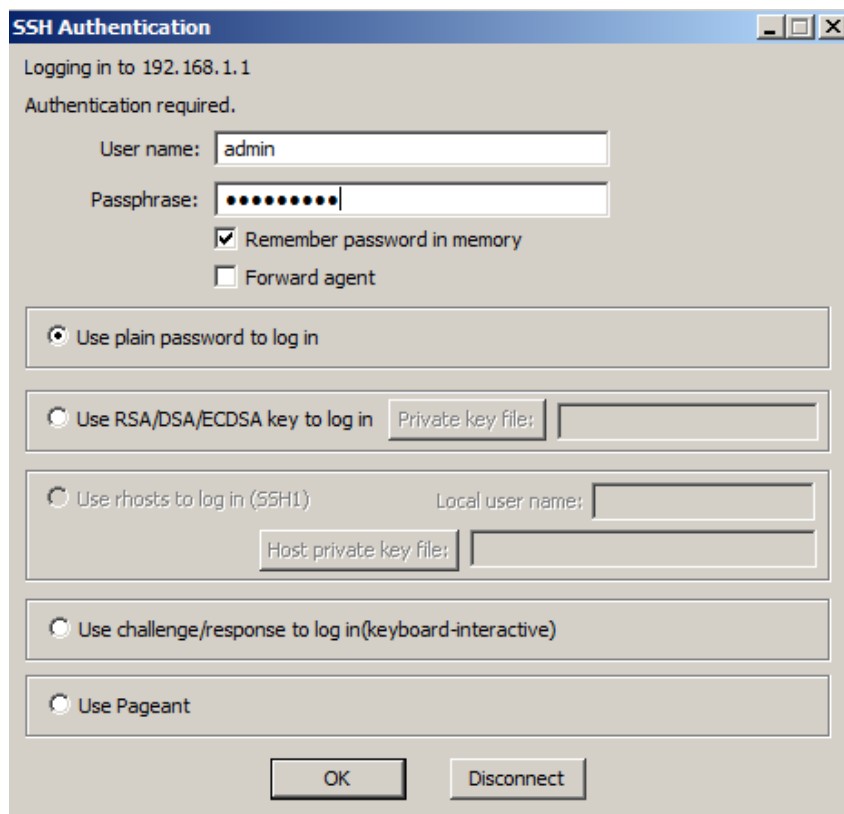 SSH Authentication
Logging in to 192.168.1.1
Authentication required.
User name: admin
Passphrase: •••••••••
Remember password in memory
Forward agent
Use plain password to log in
Use RSA/DSA/ECDSA key to log in Private key file:
Use rhosts to log in (SSH1) Local user name:
Host private key file:
Use challenge/response to log in(keyboard-interactive)
Use Pageant
OK Disconnect